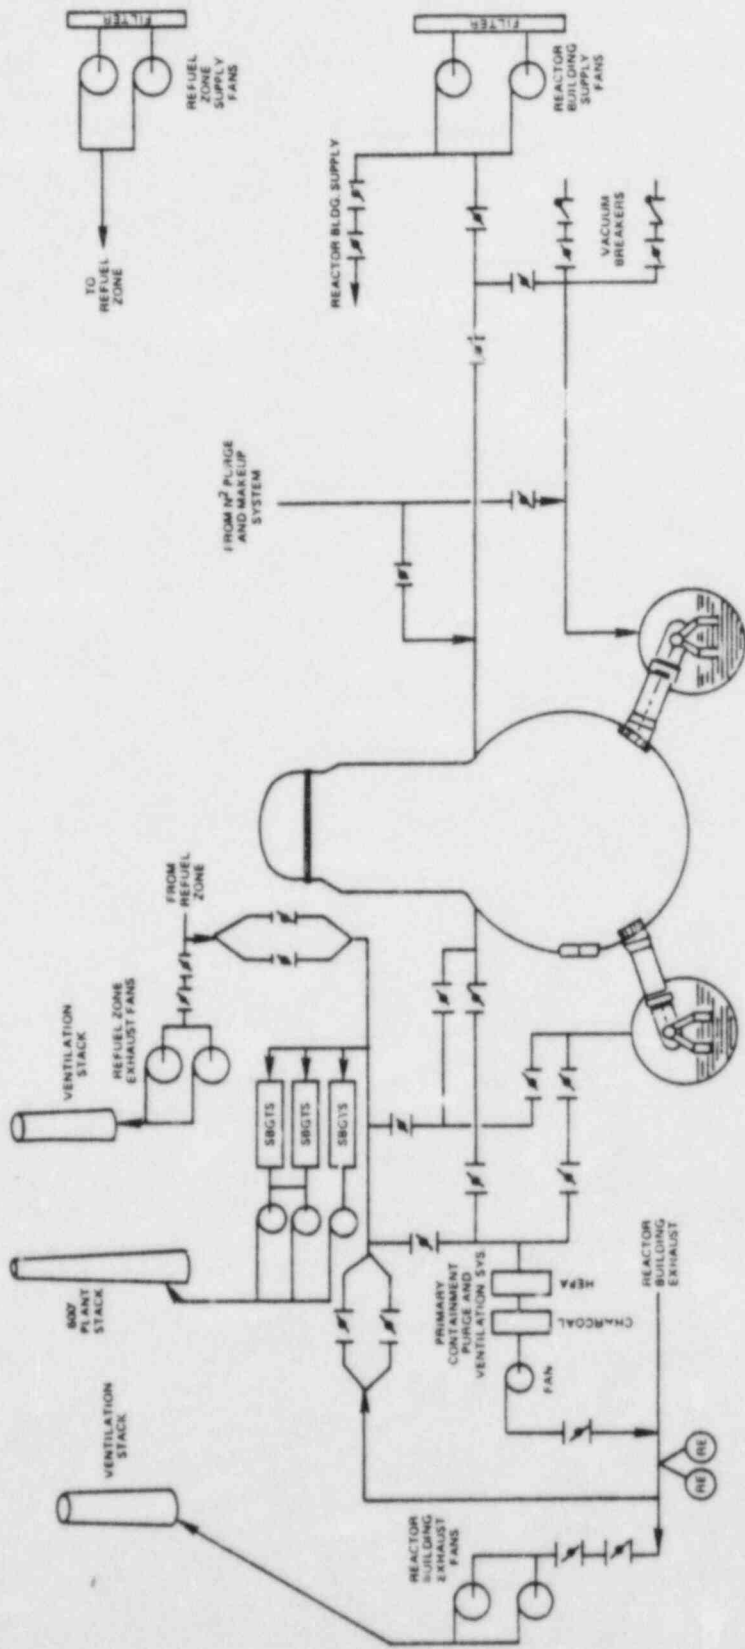 FILTER
REFUEL
ZONE
SUPPLY
FANS
TO
REFUEL
ZONE
FILTER
REACTOR
BUILDING
SUPPLY
FANS
REACTOR BLDG. SUPPLY
VACUUM
BREAKERS
FROM N² PURGE
AND MAKEUP
SYSTEM
FROM
REFUEL
ZONE
REFUEL ZONE
EXHAUST FANS
VENTILATION
STACK
SBGTS
SBGTS
SBGTS
600'
PLANT
STACK
PRIMARY
CONTAINMENT
PURGE AND
VENTILATION SYS.
HEPA
CHARCOAL
FAN
REACTOR
BUILDING
EXHAUST
VENTILATION
STACK
REACTOR
BUILDING
EXHAUST
FANS
RE
RE